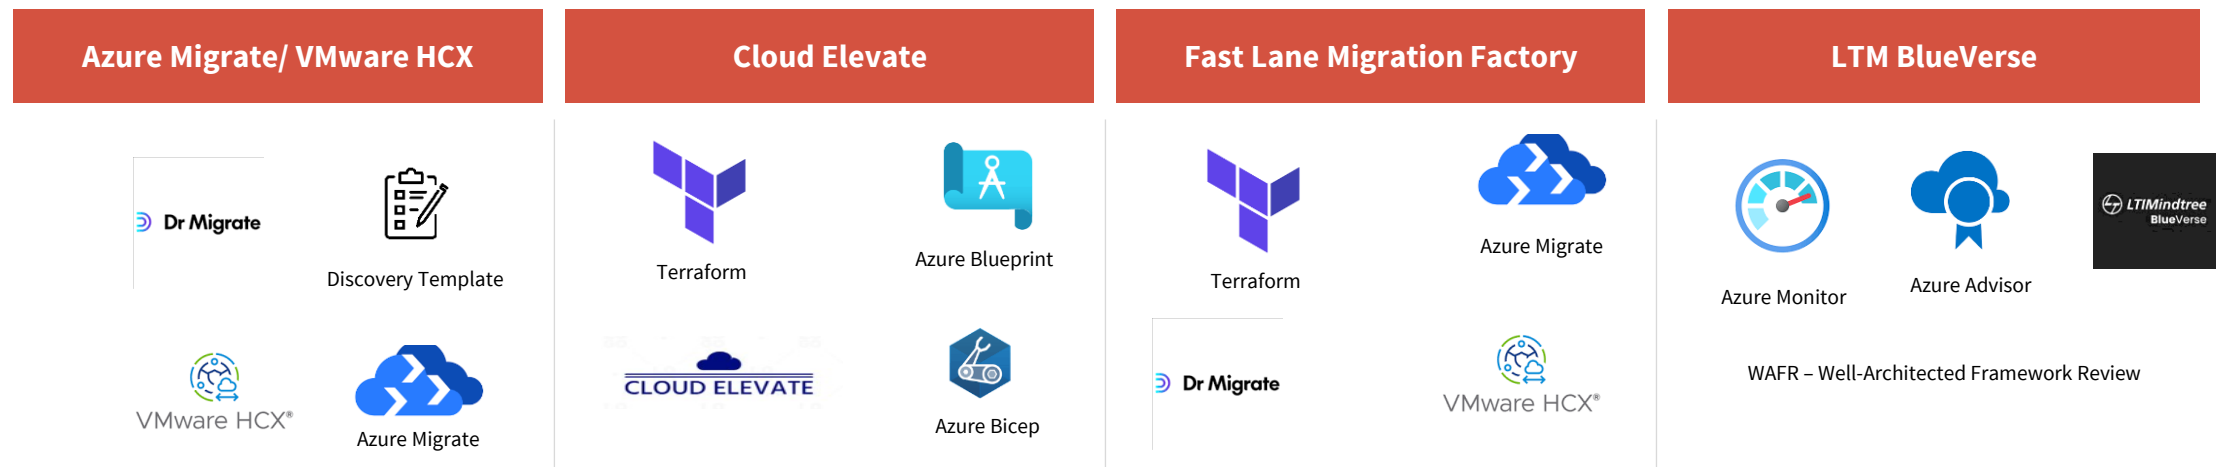 Azure Migrate/ VMware HCX
Cloud Elevate
Fast Lane Migration Factory
LTM BlueVerse
Dr Migrate
Discovery Template
VMware HCX®
Azure Migrate
Terraform
Azure Blueprint
CLOUD ELEVATE
Azure Bicep
Terraform
Azure Migrate
Dr Migrate
VMware HCX®
Azure Monitor
Azure Advisor
LTIMindtree
BlueVerse
WAFR – Well-Architected Framework Review